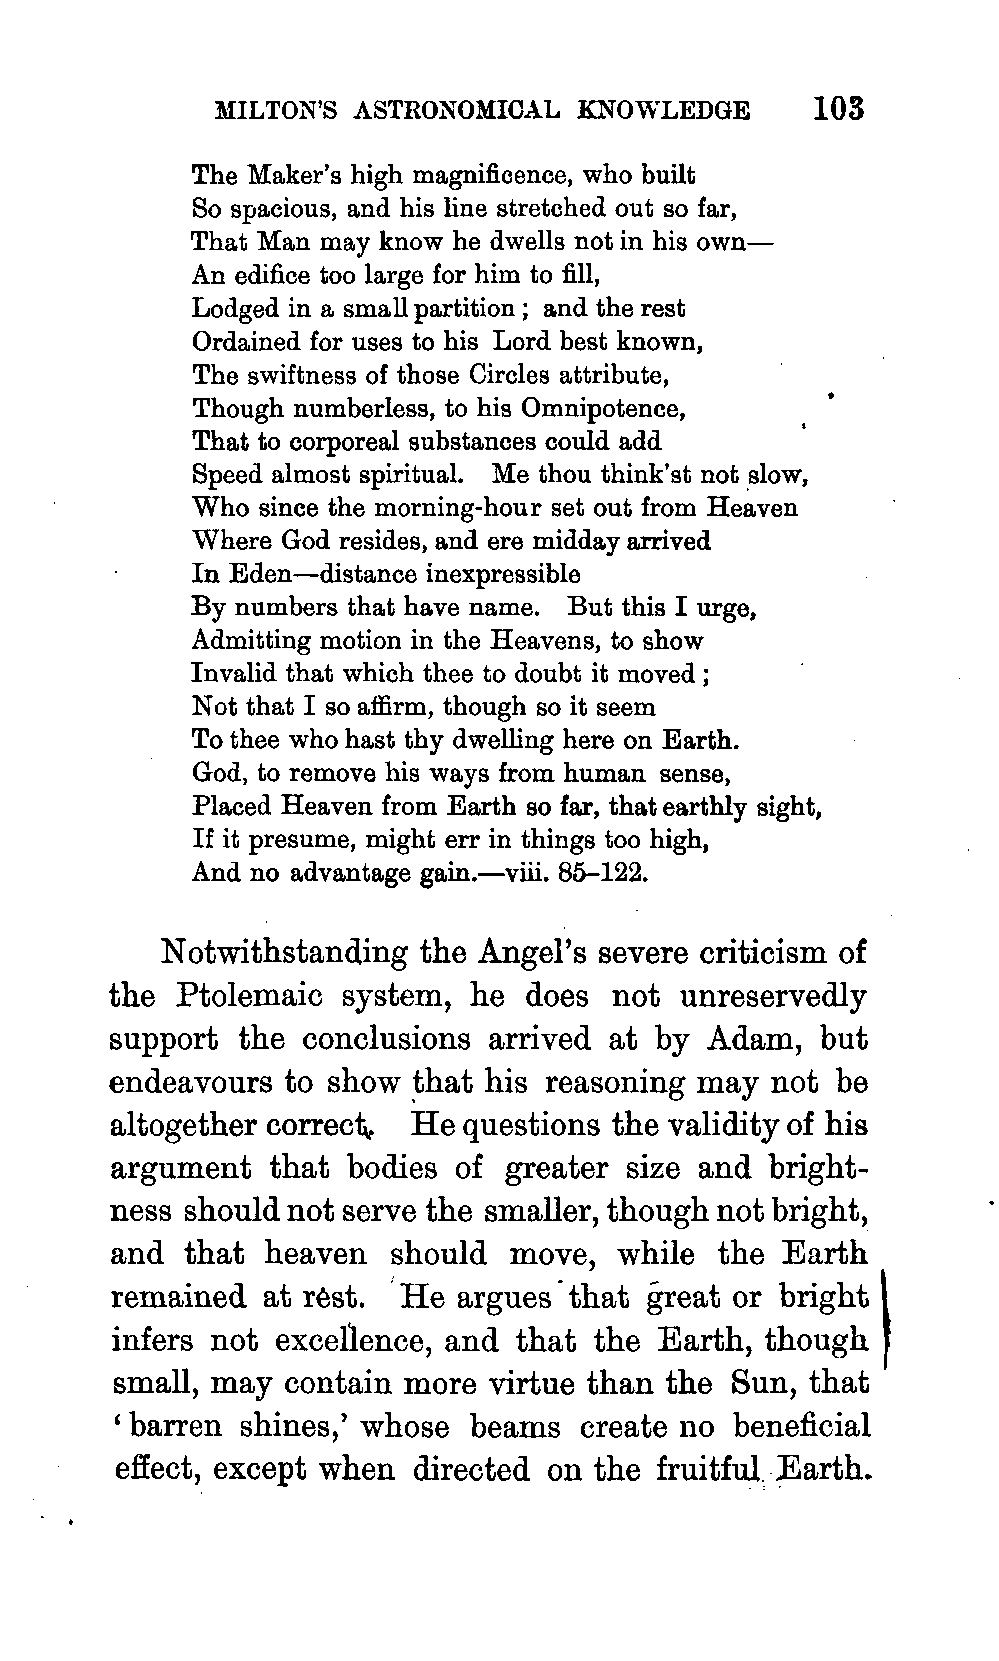 MILTON'S ASTRONOMICAL KNOWLEDGE 103
The Maker's high magnificence, who built
So spacious, and his line stretched out so far,
That Man may know he dwells not in his own—
An edifice too large for him to fill,
Lodged in a small partition; and the rest
Ordained for uses to his Lord best known,
The swiftness of those Circles attribute,
Though numberless, to his Omnipotence,
That to corporeal substances could add
Speed almost spiritual. Me thou think'st not slow,
Who since the morning-hour set out from Heaven
Where God resides, and ere midday arrived
In Eden—distance inexpressible
By numbers that have name. But this I urge,
Admitting motion in the Heavens, to show
Invalid that which thee to doubt it moved;
Not that I so affirm, though so it seem
To thee who hast thy dwelling here on Earth.
God, to remove his ways from human sense,
Placed Heaven from Earth so far, that earthly sight,
If it presume, might err in things too high,
And no advantage gain.—viii. 85–122.
Notwithstanding the Angel's severe criticism of
the Ptolemaic system, he does not unreservedly
support the conclusions arrived at by Adam, but
endeavours to show that his reasoning may not be
altogether correct. He questions the validity of his
argument that bodies of greater size and bright-
ness should not serve the smaller, though not bright,
and that heaven should move, while the Earth
remained at rest. He argues that great or bright
infers not excellence, and that the Earth, though
small, may contain more virtue than the Sun, that
'barren shines,' whose beams create no beneficial
effect, except when directed on the fruitful Earth.